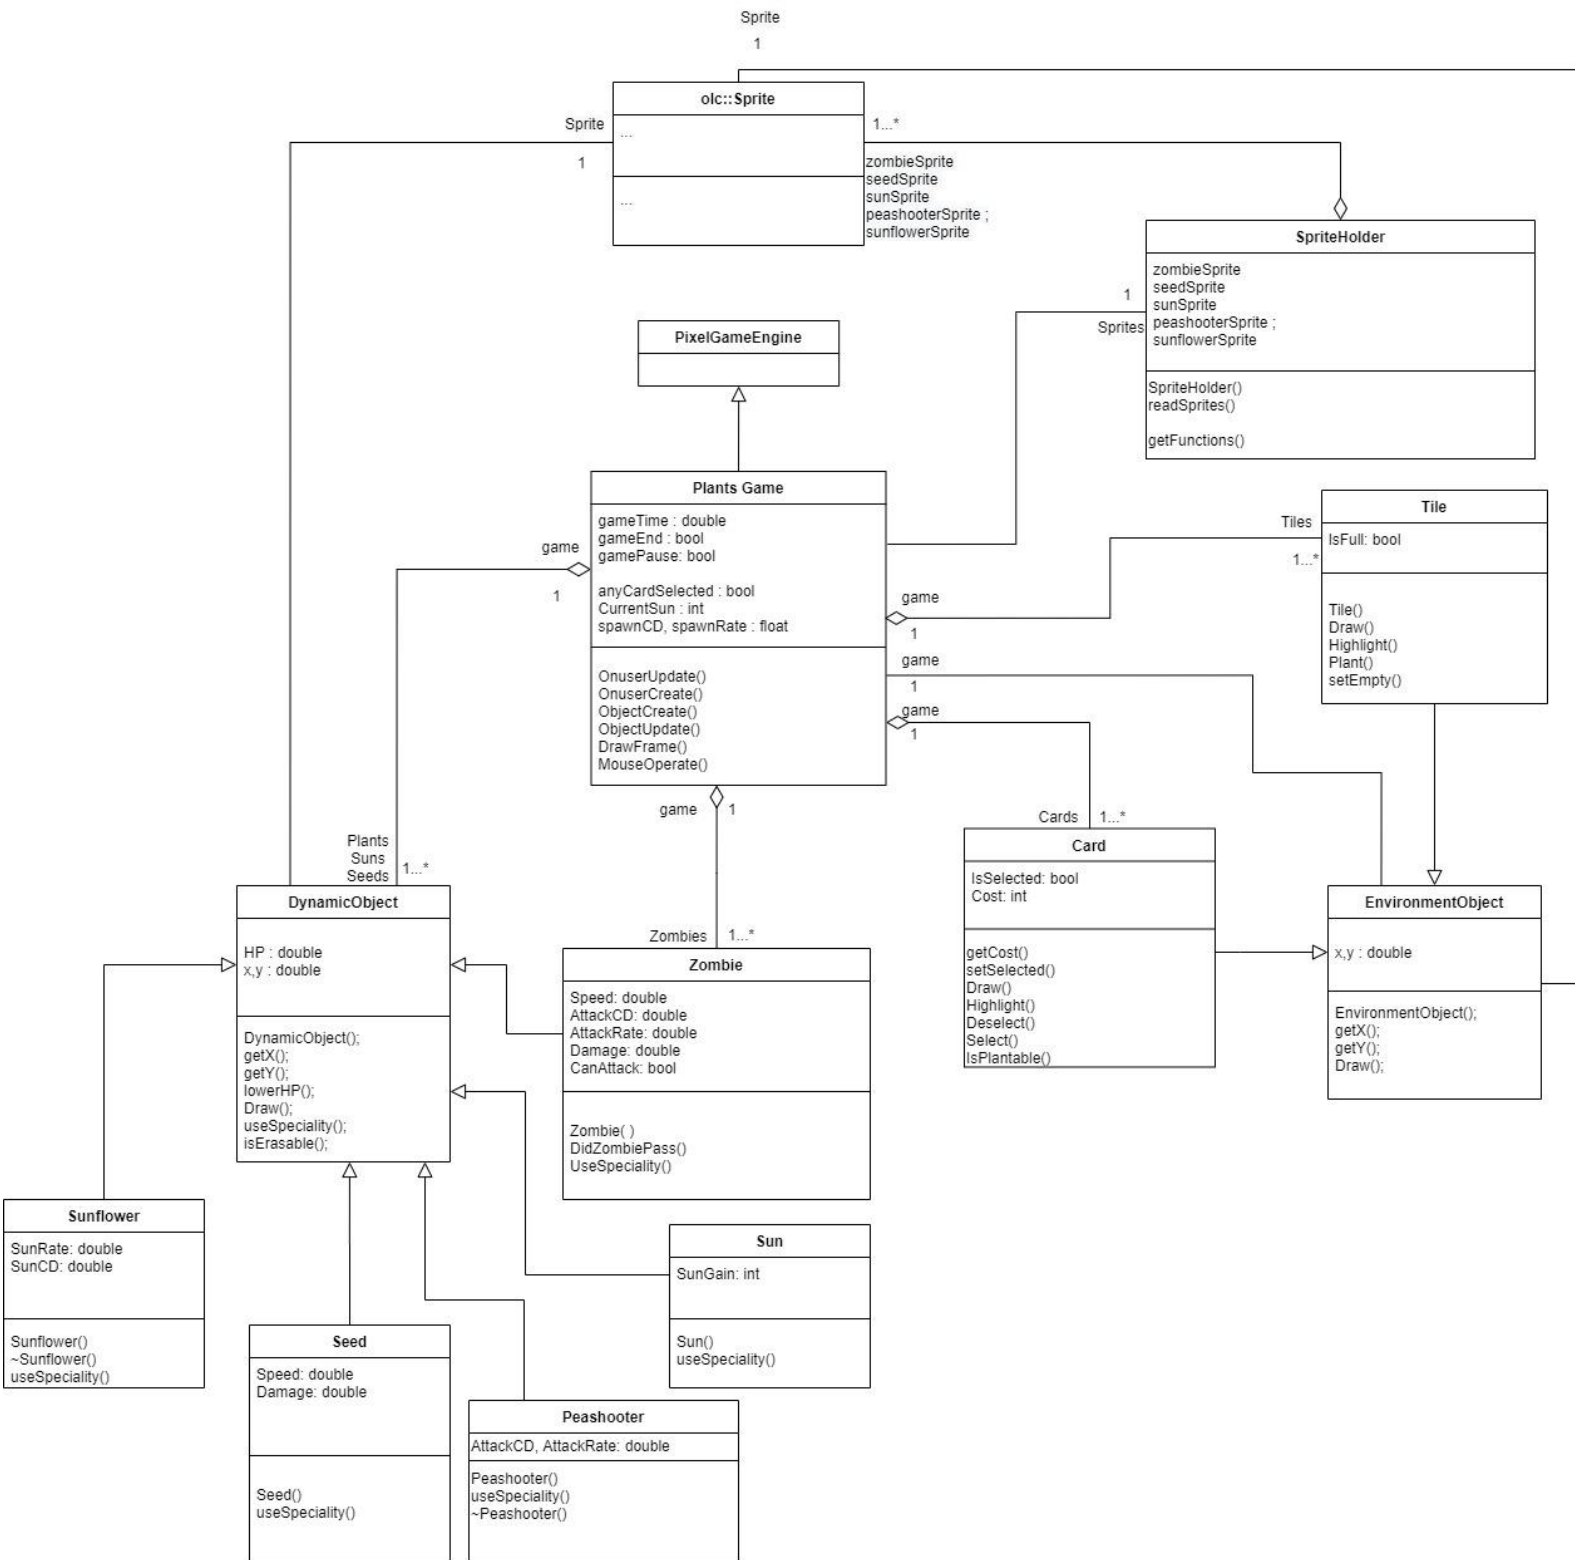 Sprite
1
olc::Sprite
...
...
Sprite
1
1...*
zombieSprite
seedSprite
sunSprite
peashooterSprite ;
sunflowerSprite
SpriteHolder
zombieSprite
seedSprite
sunSprite
peashooterSprite ;
sunflowerSprite
SpriteHolder()
readSprites()
getFunctions()
1
Sprites
PixelGameEngine
Plants Game
gameTime : double
gameEnd : bool
gamePause: bool
anyCardSelected : bool
CurrentSun : int
spawnCD, spawnRate : float
OnuserUpdate()
OnuserCreate()
ObjectCreate()
ObjectUpdate()
DrawFrame()
MouseOperate()
game
1
game
1
game
1
game
1
game
1
Tiles
1...*
Tile
IsFull: bool
Tile()
Draw()
Highlight()
Plant()
setEmpty()
Plants
Suns
Seeds
1...*
Cards
1...*
Card
IsSelected: bool
Cost: int
getCost()
setSelected()
Draw()
Highlight()
Deselect()
Select()
IsPlantable()
EnvironmentObject
x,y : double
EnvironmentObject();
getX();
getY();
Draw();
DynamicObject
HP : double
x,y : double
DynamicObject();
getX();
getY();
lowerHP();
Draw();
useSpeciality();
isErasable();
Zombies
1...*
Zombie
Speed: double
AttackCD: double
AttackRate: double
Damage: double
CanAttack: bool
Zombie( )
DidZombiePass()
UseSpeciality()
Sunflower
SunRate: double
SunCD: double
Sunflower()
~Sunflower()
useSpeciality()
Sun
SunGain: int
Sun()
useSpeciality()
Seed
Speed: double
Damage: double
Seed()
useSpeciality()
Peashooter
AttackCD, AttackRate: double
Peashooter()
useSpeciality()
~Peashooter()